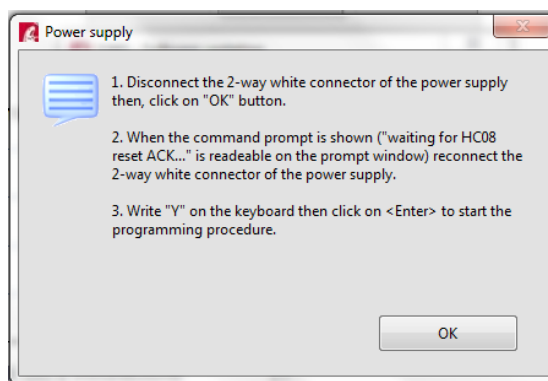 Power supply
1. Disconnect the 2-way white connector of the power supply
then, click on "OK" button.
2. When the command prompt is shown ("waiting for HC08
reset ACK..." is readeable on the prompt window) reconnect the
2-way white connector of the power supply.
3. Write "Y" on the keyboard then click on <Enter> to start the
programming procedure.
OK